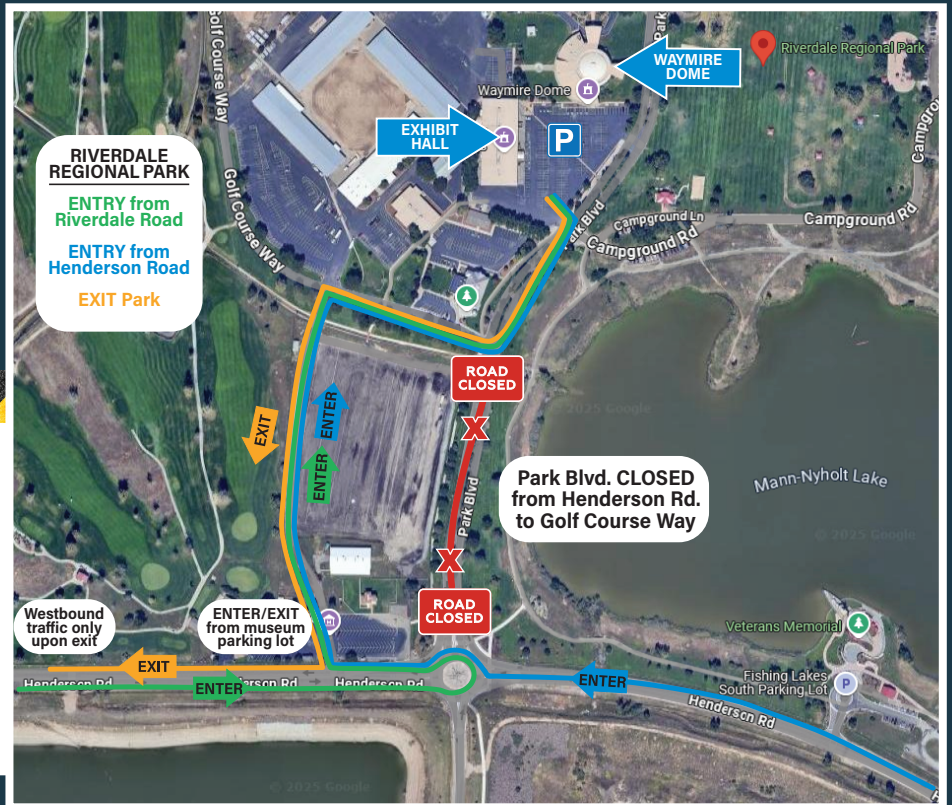 Golf Course Way
Park
WAYMIRE
DOME
Riverdale Regional Park
Waymire Dome
EXHIBIT
HALL
P
RIVERDALE
REGIONAL PARK
ENTRY from
Riverdale Road
ENTRY from
Henderson Road
EXIT Park
Golf Course Way
Park Blvd
Campground Ln
Campground Rd
Campground Rd
ROAD
CLOSED
© 2025 Google
EXIT
ENTER
ENTER
X
Park Blvd
Park Blvd. CLOSED
from Henderson Rd.
to Golf Course Way
Mann-Nyholt Lake
© 2025 Google
X
ROAD
CLOSED
Westbound
traffic only
upon exit
ENTER/EXIT
from museum
parking lot
Veterans Memorial
EXIT
Henderson Rd
ENTER
Henderson Rd
ENTER
Fishing Lakes
South Parking Lot
P
Henderson Rd
© 2025 Google